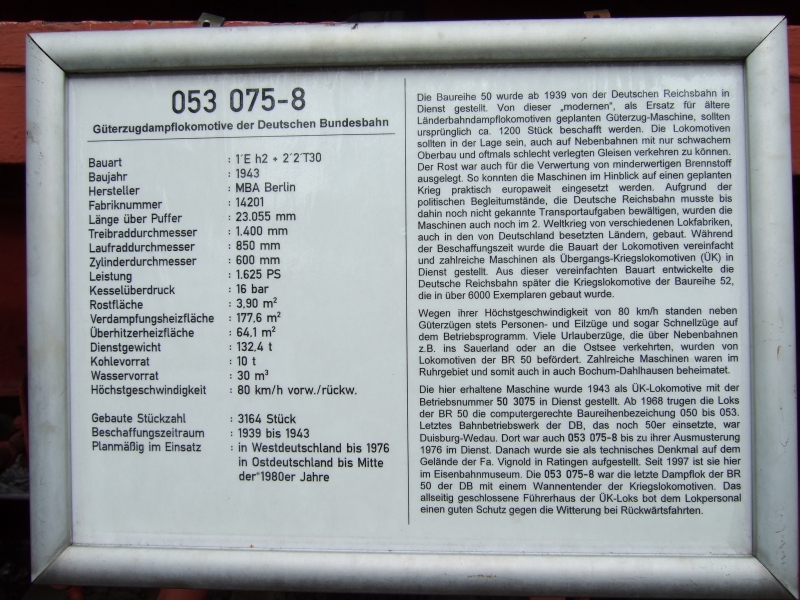 053 075-8
Güterzugdampflokomotive der Deutschen Bundesbahn
Bauart : 1´E h2 + 2´2´T30
Baujahr : 1943
Hersteller : MBA Berlin
Fabriknummer : 14201
Länge über Puffer : 23.055 mm
Treibraddurchmesser : 1.400 mm
Laufraddurchmesser : 850 mm
Zylinderdurchmesser : 600 mm
Leistung : 1.625 PS
Kesselüberdruck : 16 bar
Rostfläche : 3,90 m²
Verdampfungsheizfläche : 177,6 m²
Überhitzerheizfläche : 64,1 m²
Dienstgewicht : 132,4 t
Kohlevorrat : 10 t
Wasservorrat : 30 m³
Höchstgeschwindigkeit : 80 km/h vorw./rückw.
Gebaute Stückzahl : 3164 Stück
Beschaffungszeitraum : 1939 bis 1943
Planmäßig im Einsatz : in Westdeutschland bis 1976
in Ostdeutschland bis Mitte
der 1980er Jahre
Die Baureihe 50 wurde ab 1939 von der Deutschen Reichsbahn in
Dienst gestellt. Von dieser „modernen“, als Ersatz für ältere
Länderbahndampflokomotiven geplanten Güterzug-Maschine, sollten
ursprünglich ca. 1200 Stück beschafft werden. Die Lokomotiven
sollten in der Lage sein, auch auf Nebenbahnen mit nur schwachem
Oberbau und oftmals schlecht verlegten Gleisen verkehren zu können.
Der Rost war auch für die Verwertung von minderwertigen Brennstoff
ausgelegt. So konnten die Maschinen im Hinblick auf einen geplanten
Krieg praktisch europaweit eingesetzt werden. Aufgrund der
politischen Begleitumstände, die Deutsche Reichsbahn musste bis
dahin noch nicht gekannte Transportaufgaben bewältigen, wurden die
Maschinen auch noch im 2. Weltkrieg von verschiedenen Lokfabriken,
auch in den von Deutschland besetzten Ländern, gebaut. Während
der Beschaffungszeit wurde die Bauart der Lokomotiven vereinfacht
und zahlreiche Maschinen als Übergangs-Kriegslokomotiven (ÜK) in
Dienst gestellt. Aus dieser vereinfachten Bauart entwickelte die
Deutsche Reichsbahn später die Kriegslokomotive der Baureihe 52,
die in über 6000 Exemplaren gebaut wurde.
Wegen ihrer Höchstgeschwindigkeit von 80 km/h standen neben
Güterzügen stets Personen- und Eilzüge und sogar Schnellzüge auf
dem Betriebsprogramm. Viele Urlauberzüge, die über Nebenbahnen
z.B. ins Sauerland oder an die Ostsee verkehrten, wurden von
Lokomotiven der BR 50 befördert. Zahlreiche Maschinen waren im
Ruhrgebiet und somit auch in auch Bochum-Dahlhausen beheimatet.
Die hier erhaltene Maschine wurde 1943 als ÜK-Lokomotive mit der
Betriebsnummer 50 3075 in Dienst gestellt. Ab 1968 trugen die Loks
der BR 50 die computergerechte Baureihenbezeichnung 050 bis 053.
Letztes Bahnbetriebswerk der DB, das noch 50er einsetzte, war
Duisburg-Wedau. Dort war auch 053 075-8 bis zu ihrer Ausmusterung
1976 im Dienst. Danach wurde sie als technisches Denkmal auf dem
Gelände der Fa. Vignold in Ratingen aufgestellt. Seit 1997 ist sie hier
im Eisenbahnmuseum. Die 053 075-8 war die letzte Dampflok der BR
50 der DB mit einem Wannentender der Kriegslokomotiven. Das
allseitig geschlossene Führerhaus der ÜK-Loks bot dem Lokpersonal
einen guten Schutz gegen die Witterung bei Rückwärtsfahrten.